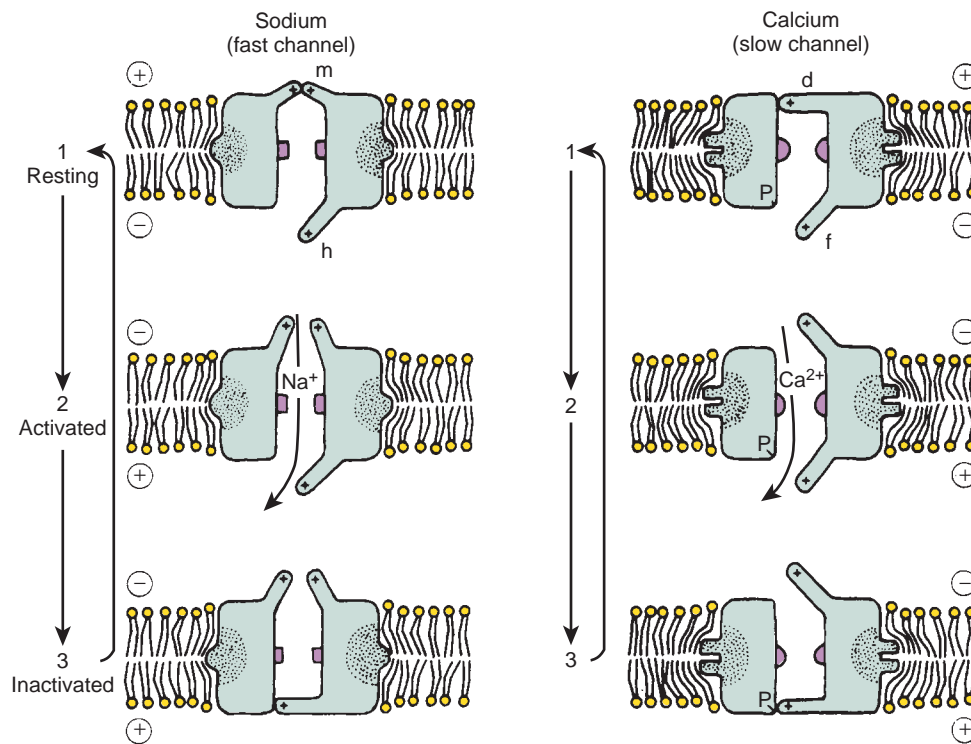 Sodium
(fast channel)
Calcium
(slow channel)
+
m
d
+
1
Resting
1
P
−
h
f
−
−
−
Na⁺
Ca²⁺
2
Activated
2
P
+
+
−
−
3
Inactivated
3
P
+
+